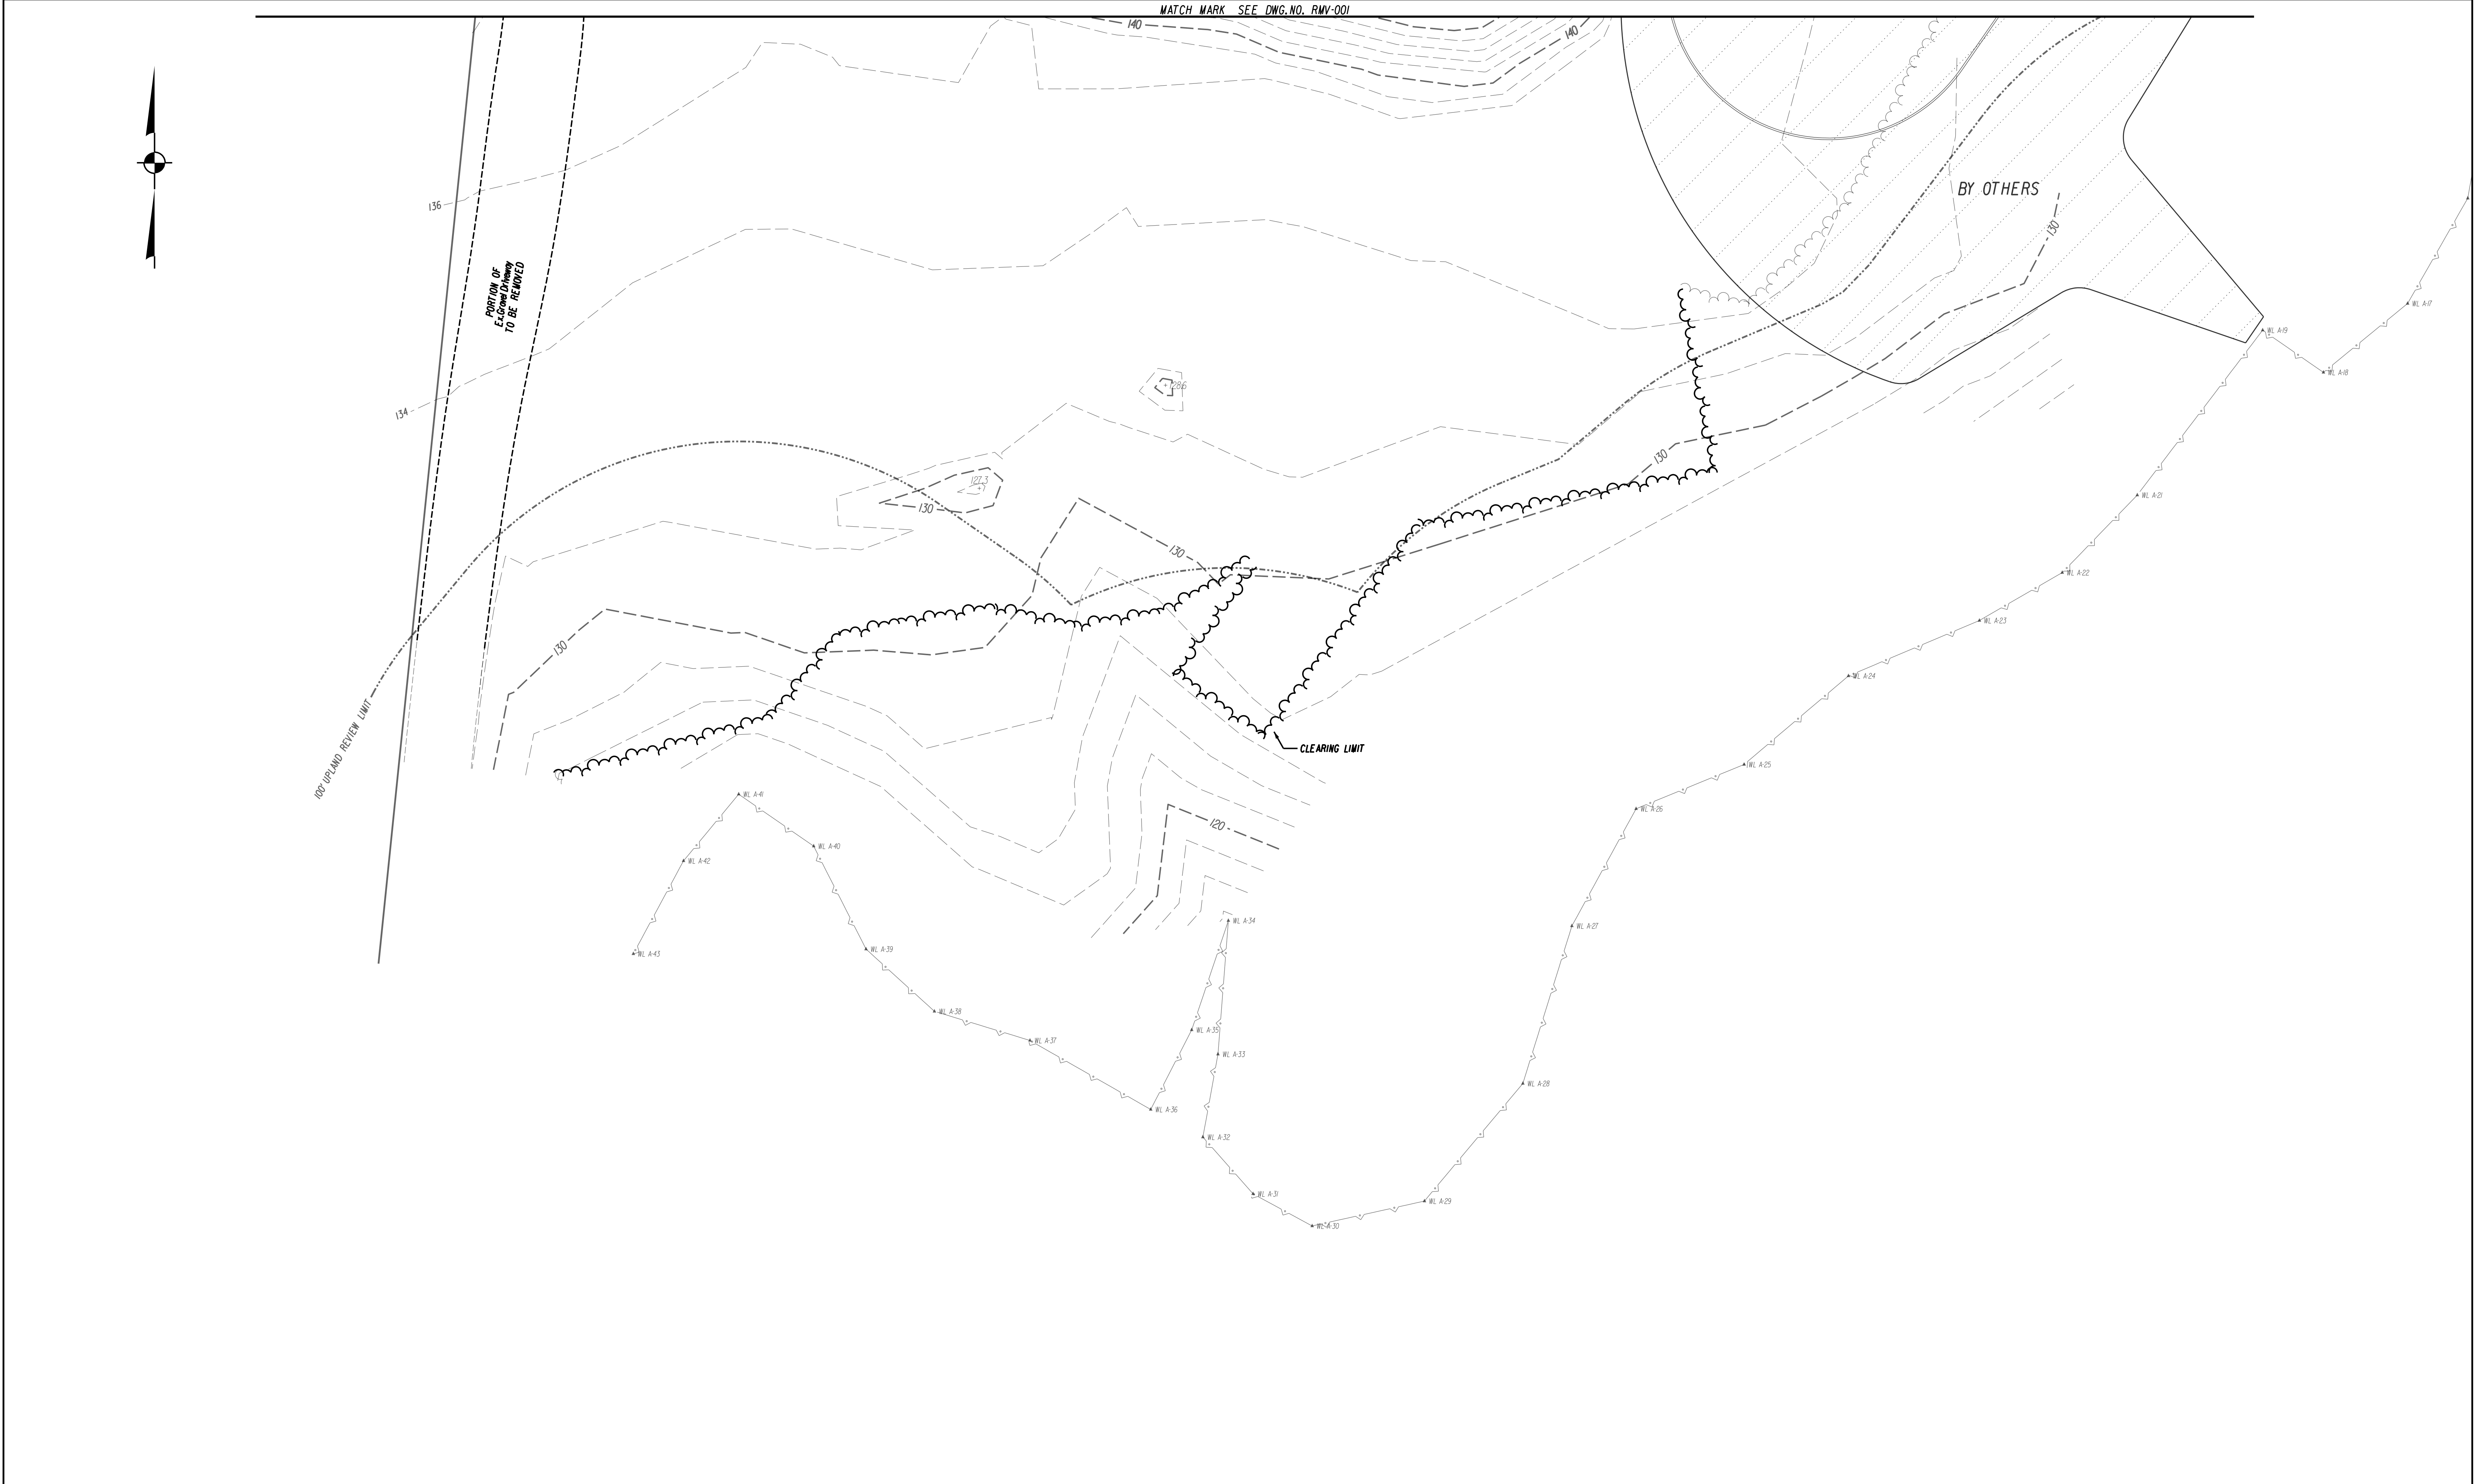 MATCH MARK SEE DWG. NO. RMV-001
140
140
136
BY OTHERS
130
PORTION OF
Ex.Gravel Driveway
TO BE REMOVED
WL A-17
WL A-19
WL A-18
128.6
134
130
127.3
130
WL A-21
130
WL A-22
WL A-23
130
WL A-24
100' UPLAND REVIEW LIMIT
CLEARING LIMIT
WL A-25
WL A-41
WL A-26
120
WL A-40
WL A-42
WL A-34
WL A-27
WL A-39
WL A-43
WL A-38
WL A-35
WL A-37
WL A-33
WL A-28
WL A-36
WL A-32
WL A-31
WL A-29
WL A-30